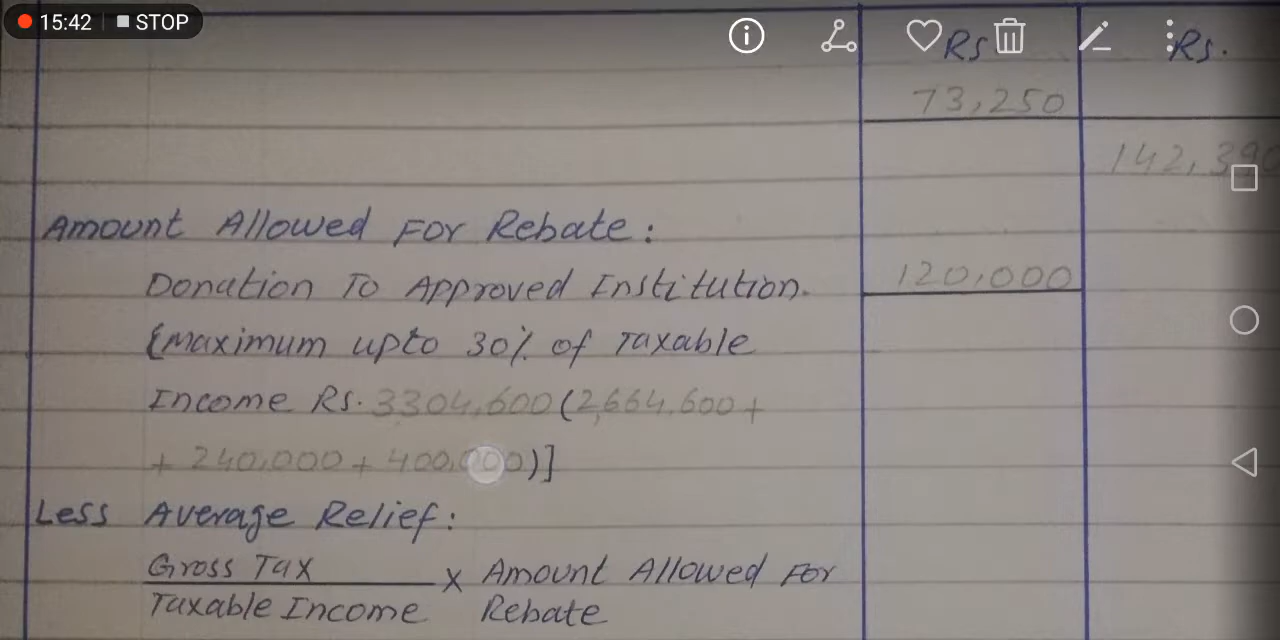 15:42 STOP
Rs Rs.
73,250
142,390
Amount Allowed For Rebate:
Donation To Approved Institution. 120,000
{Maximum upto 30% of Taxable
Income Rs. 3304,600 (2,664,600 +
+ 240,000 + 400,000)]
Less Average Relief:
Gross Tax
Taxable Income
x Amount Allowed For
Rebate